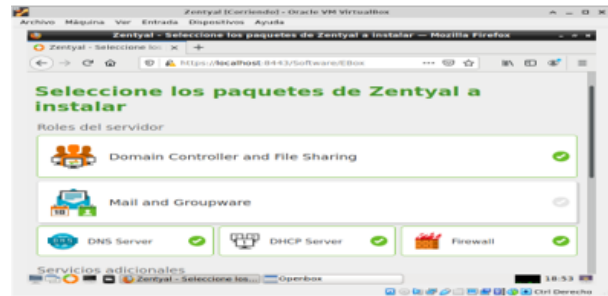 Zentyal [Corriendo] - Oracle VM VirtualBox
Archivo Máquina Ver Entrada Dispositivos Ayuda
Zentyal - Seleccione los paquetes de Zentyal a instalar — Mozilla Firefox
Zentyal - Seleccione los
https://localhost:8443/Software/EBox
Seleccione los paquetes de Zentyal a
instalar
Roles del servidor
Domain Controller and File Sharing
Mail and Groupware
DNS Server
DHCP Server
Firewall
Servicios adicionales
Zentyal - Seleccione los...
Openbox
18:53
Ctrl Derecho